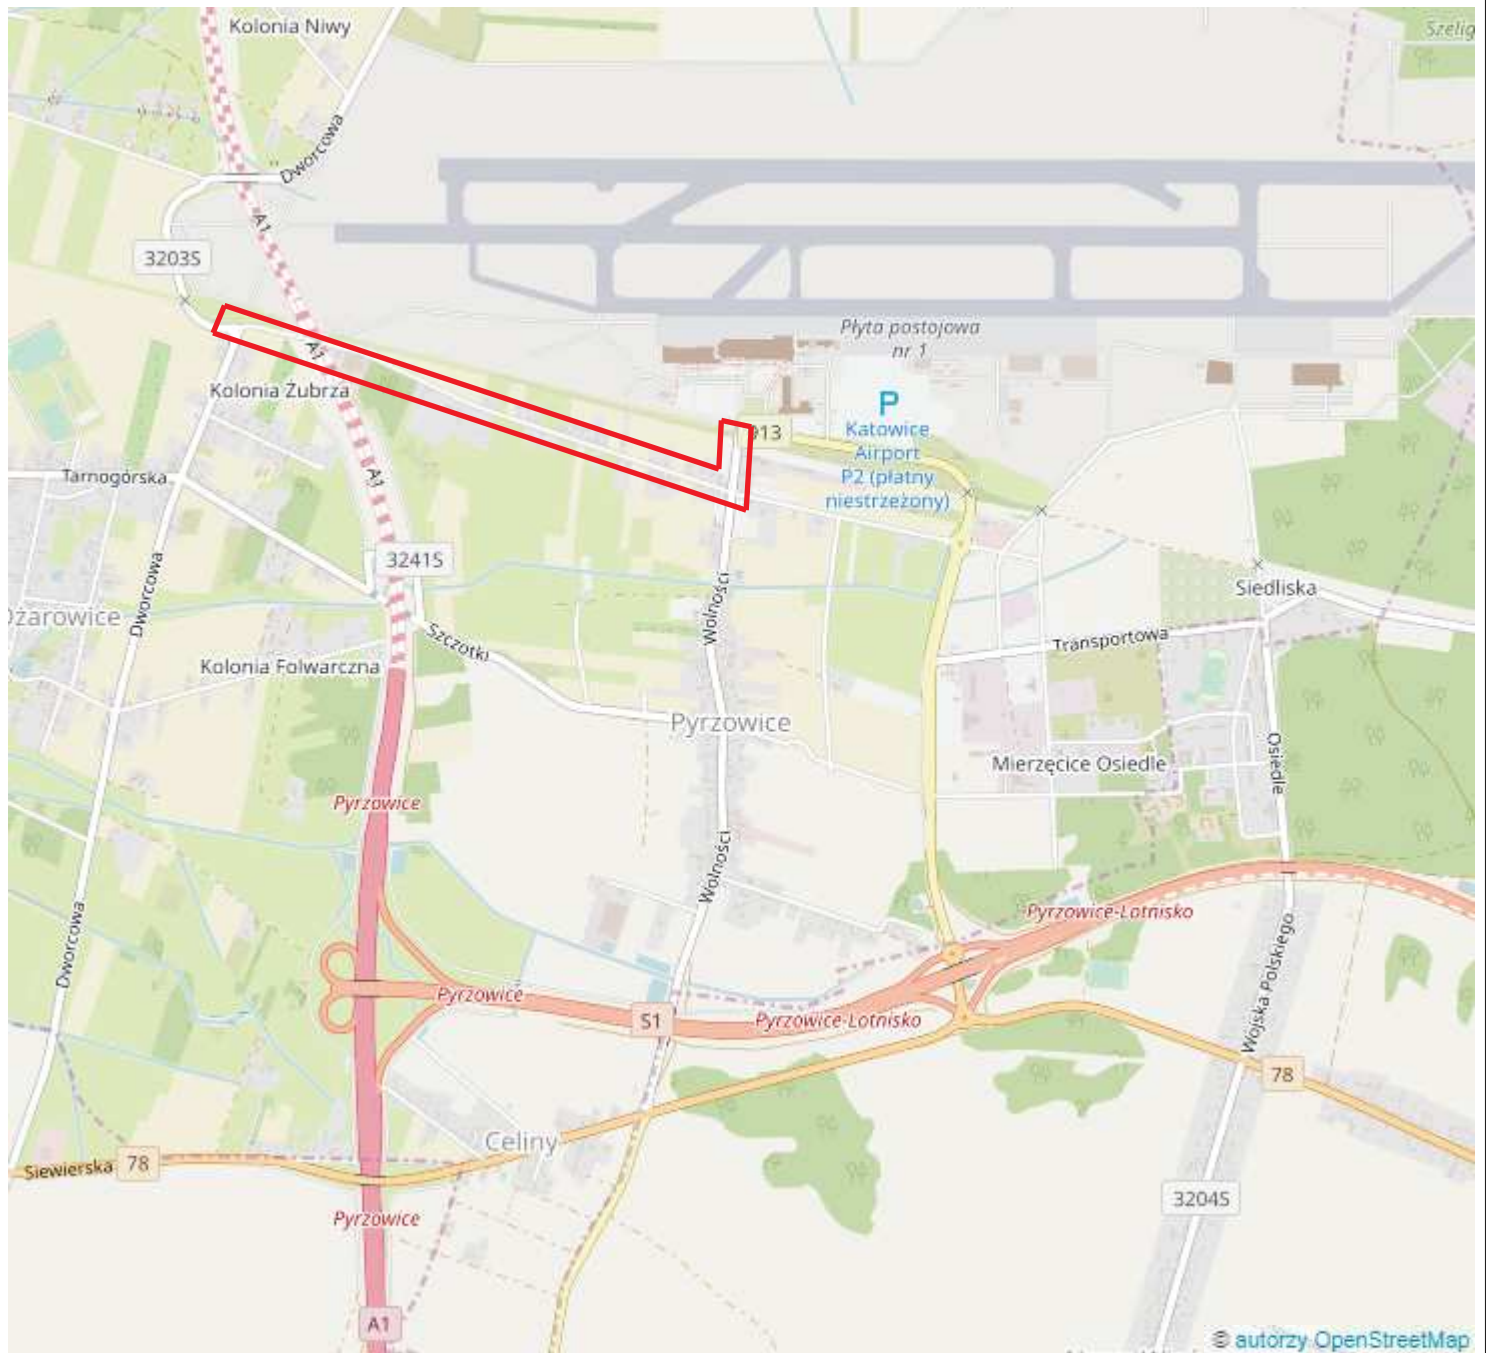 Kolonia Niwy
Szelig
Dworcowa
A1
3203S
Płyta postojowa
nr 1
A1
Kolonia Zubrza
P
913
Katowice
Airport
P2 (płatny
niestrzeżony)
Tarnogórska
A1
3241S
Dworcowa
Wolności
Siedliska
Ożarowice
Szczotki
Transportowa
Kolonia Folwarczna
Pyrzowice
Mierzęcice Osiedle
Osiedle
Pyrzowice
Wolności
Dworcowa
Pyrzowice-Lotnisko
Wojska Polskiego
Pyrzowice
S1
Pyrzowice-Lotnisko
78
Celiny
Siewierska
78
3204S
Pyrzowice
A1
© autorzy OpenStreetMap